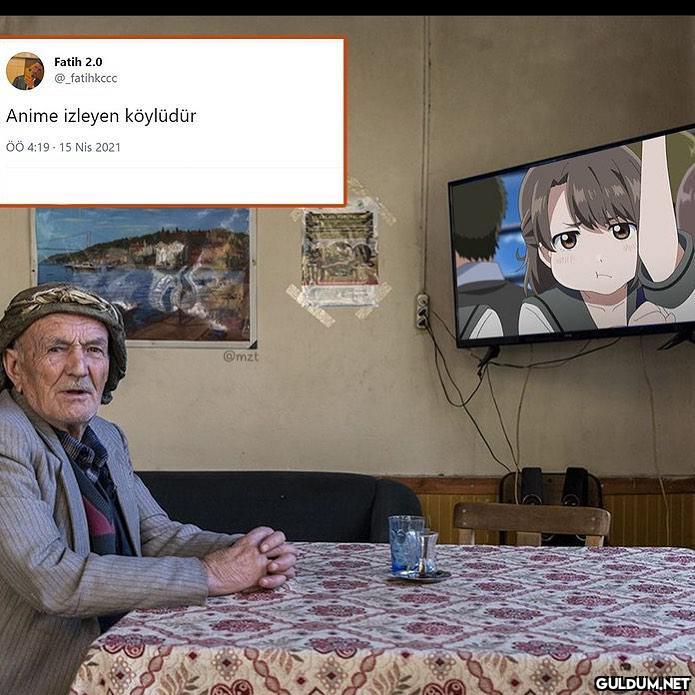 Fatih 2.0
@_fatihkccc
Anime izleyen köylüdür
ÖÖ 4:19 · 15 Nis 2021
@mzt
GULDUM.NET